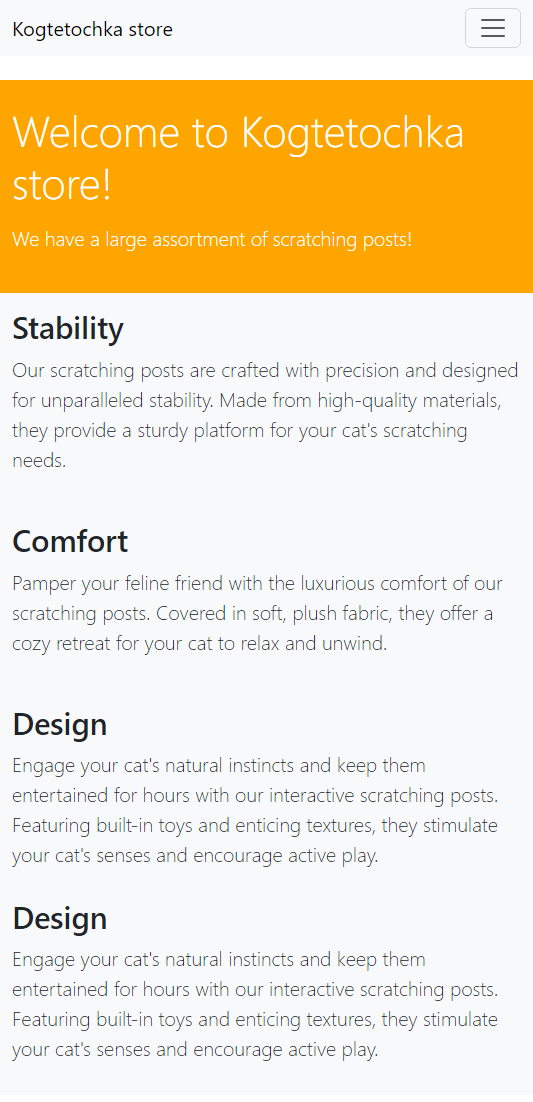 Kogtetochka store
Welcome to Kogtetochka
store!
We have a large assortment of scratching posts!
Stability
Our scratching posts are crafted with precision and designed
for unparalleled stability. Made from high-quality materials,
they provide a sturdy platform for your cat's scratching
needs.
Comfort
Pamper your feline friend with the luxurious comfort of our
scratching posts. Covered in soft, plush fabric, they offer a
cozy retreat for your cat to relax and unwind.
Design
Engage your cat's natural instincts and keep them
entertained for hours with our interactive scratching posts.
Featuring built-in toys and enticing textures, they stimulate
your cat's senses and encourage active play.
Design
Engage your cat's natural instincts and keep them
entertained for hours with our interactive scratching posts.
Featuring built-in toys and enticing textures, they stimulate
your cat's senses and encourage active play.